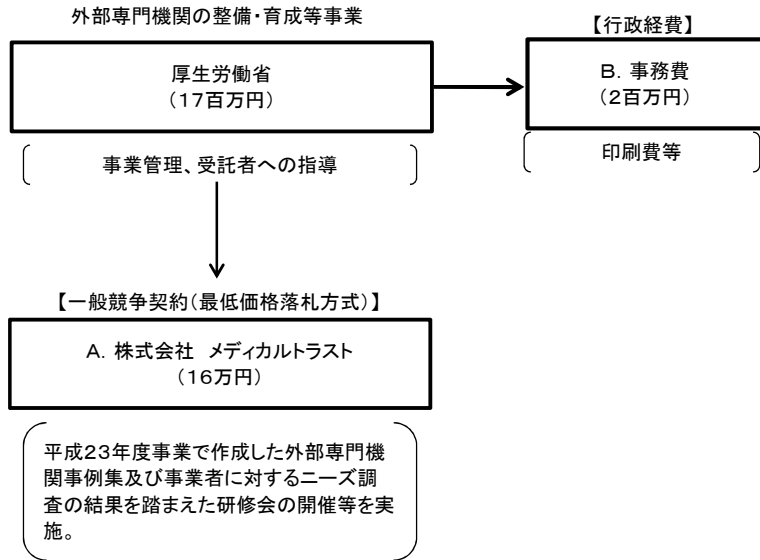 外部専門機関の整備・育成等事業
【行政経費】
厚生労働省
(17百万円)
B. 事務費
(2百万円)
事業管理、受託者への指導
印刷費等
【一般競争契約(最低価格落札方式)】
A. 株式会社 メディカルトラスト
(16万円)
平成23年度事業で作成した外部専門機
関事例集及び事業者に対するニーズ調
査の結果を踏まえた研修会の開催等を実
施。